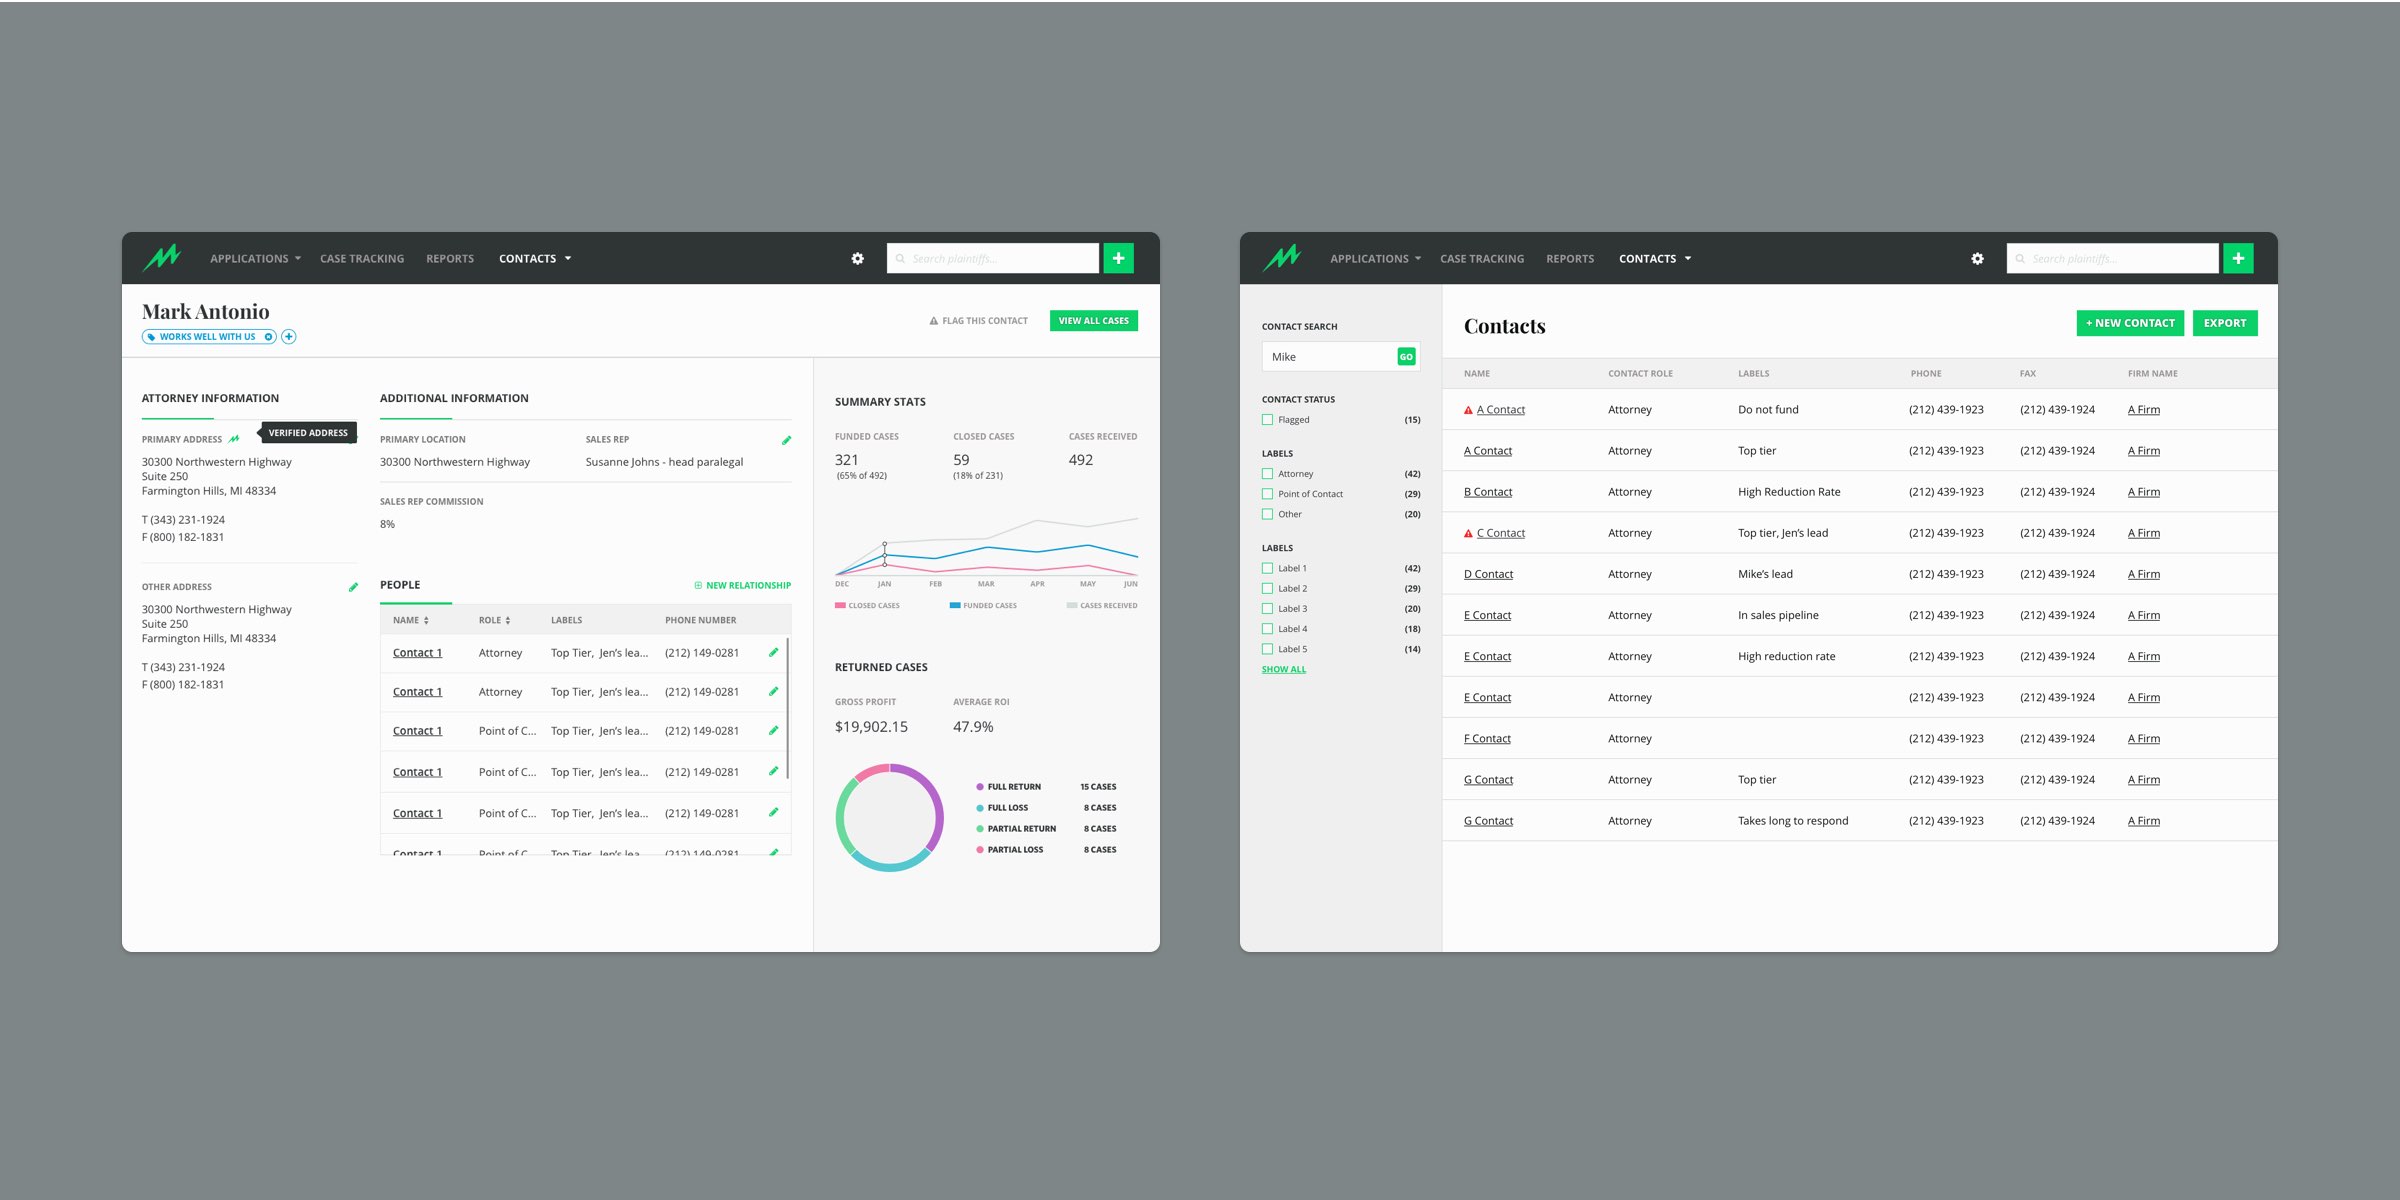 APPLICATIONS CASE TRACKING REPORTS CONTACTS Search plaintiffs... +
Mark Antonio
WORKS WELL WITH US
FLAG THIS CONTACT VIEW ALL CASES
ATTORNEY INFORMATION
PRIMARY ADDRESS VERIFIED ADDRESS
30300 Northwestern Highway
Suite 250
Farmington Hills, MI 48334
T (343) 231-1924
F (800) 182-1831
OTHER ADDRESS
30300 Northwestern Highway
Suite 250
Farmington Hills, MI 48334
T (343) 231-1924
F (800) 182-1831
ADDITIONAL INFORMATION
PRIMARY LOCATION SALES REP
30300 Northwestern Highway Susanne Johns - head paralegal
SALES REP COMMISSION
8%
PEOPLE NEW RELATIONSHIP
NAME ROLE LABELS PHONE NUMBER
Contact 1 Attorney Top Tier, Jen's lea... (212) 149-0281
Contact 1 Attorney Top Tier, Jen's lea... (212) 149-0281
Contact 1 Point of C... Top Tier, Jen's lea... (212) 149-0281
Contact 1 Point of C... Top Tier, Jen's lea... (212) 149-0281
Contact 1 Point of C... Top Tier, Jen's lea... (212) 149-0281
Contact 1 Point of C... Top Tier, Jen's lea... (212) 149-0281
SUMMARY STATS
FUNDED CASES CLOSED CASES CASES RECEIVED
321 59 492
(65% of 492) (18% of 231)
DEC JAN FEB MAR APR MAY JUN
CLOSED CASES FUNDED CASES CASES RECEIVED
RETURNED CASES
GROSS PROFIT AVERAGE ROI
$19,902.15 47.9%
FULL RETURN 15 CASES
FULL LOSS 8 CASES
PARTIAL RETURN 8 CASES
PARTIAL LOSS 8 CASES
APPLICATIONS CASE TRACKING REPORTS CONTACTS Search plaintiffs... +
CONTACT SEARCH
Mike GO
CONTACT STATUS
Flagged (15)
LABELS
Attorney (42)
Point of Contact (29)
Other (20)
LABELS
Label 1 (42)
Label 2 (29)
Label 3 (20)
Label 4 (18)
Label 5 (14)
SHOW ALL
Contacts + NEW CONTACT EXPORT
NAME CONTACT ROLE LABELS PHONE FAX FIRM NAME
A Contact Attorney Do not fund (212) 439-1923 (212) 439-1924 A Firm
A Contact Attorney Top tier (212) 439-1923 (212) 439-1924 A Firm
B Contact Attorney High Reduction Rate (212) 439-1923 (212) 439-1924 A Firm
C Contact Attorney Top tier, Jen's lead (212) 439-1923 (212) 439-1924 A Firm
D Contact Attorney Mike's lead (212) 439-1923 (212) 439-1924 A Firm
E Contact Attorney In sales pipeline (212) 439-1923 (212) 439-1924 A Firm
E Contact Attorney High reduction rate (212) 439-1923 (212) 439-1924 A Firm
E Contact Attorney (212) 439-1923 (212) 439-1924 A Firm
F Contact Attorney (212) 439-1923 (212) 439-1924 A Firm
G Contact Attorney Top tier (212) 439-1923 (212) 439-1924 A Firm
G Contact Attorney Takes long to respond (212) 439-1923 (212) 439-1924 A Firm